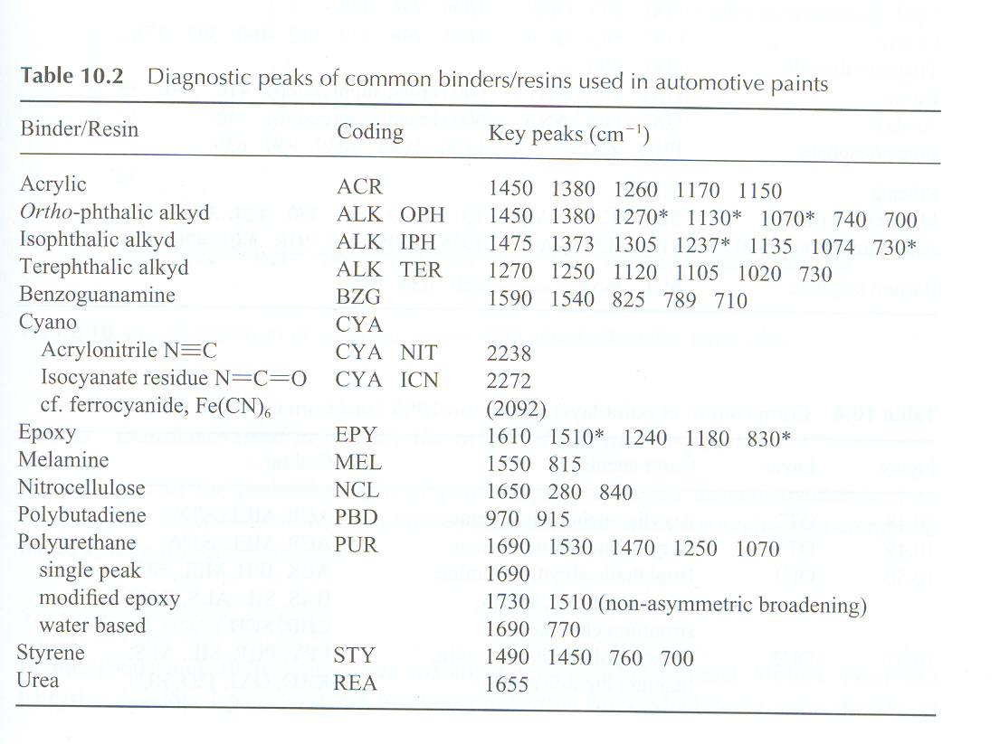 Table 10.2 Diagnostic peaks of common binders/resins used in automotive paints
Binder/Resin Coding Key peaks (cm⁻¹)
Acrylic ACR 1450 1380 1260 1170 1150
Ortho-phthalic alkyd ALK OPH 1450 1380 1270* 1130* 1070* 740 700
Isophthalic alkyd ALK IPH 1475 1373 1305 1237* 1135 1074 730*
Terephthalic alkyd ALK TER 1270 1250 1120 1105 1020 730
Benzoguanamine BZG 1590 1540 825 789 710
Cyano CYA
Acrylonitrile N≡C CYA NIT 2238
Isocyanate residue N=C=O CYA ICN 2272
cf. ferrocyanide, Fe(CN)₆ (2092)
Epoxy EPY 1610 1510* 1240 1180 830*
Melamine MEL 1550 815
Nitrocellulose NCL 1650 280 840
Polybutadiene PBD 970 915
Polyurethane PUR 1690 1530 1470 1250 1070
single peak 1690
modified epoxy 1730 1510 (non-asymmetric broadening)
water based 1690 770
Styrene STY 1490 1450 760 700
Urea REA 1655